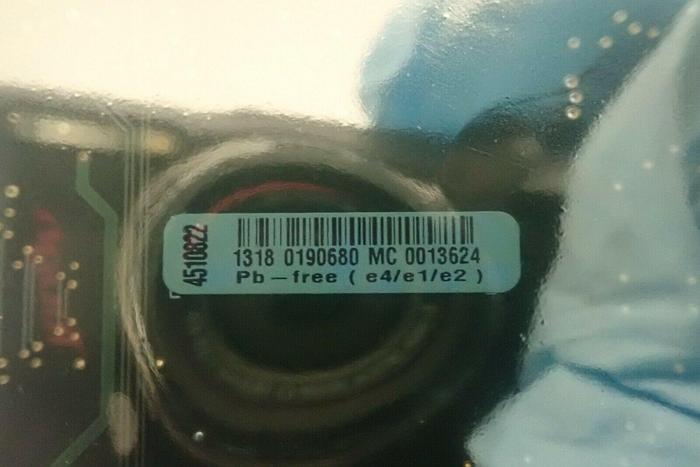 4510822
1318 0190680 MC 0013624
Pb-free ( e4/e1/e2 )